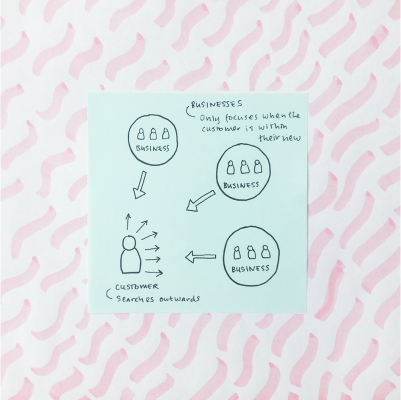 BUSINESSES
Only focuses when the
customer is within
their view
BUSINESS
BUSINESS
BUSINESS
CUSTOMER
Searches outwards